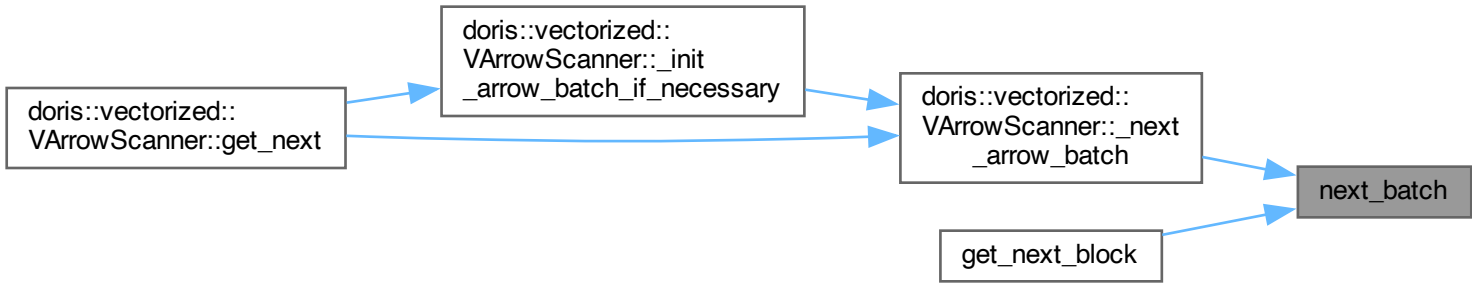 doris::vectorized::
VArrowScanner::get_next
doris::vectorized::
VArrowScanner::_init
_arrow_batch_if_necessary
doris::vectorized::
VArrowScanner::_next
_arrow_batch
get_next_block
next_batch